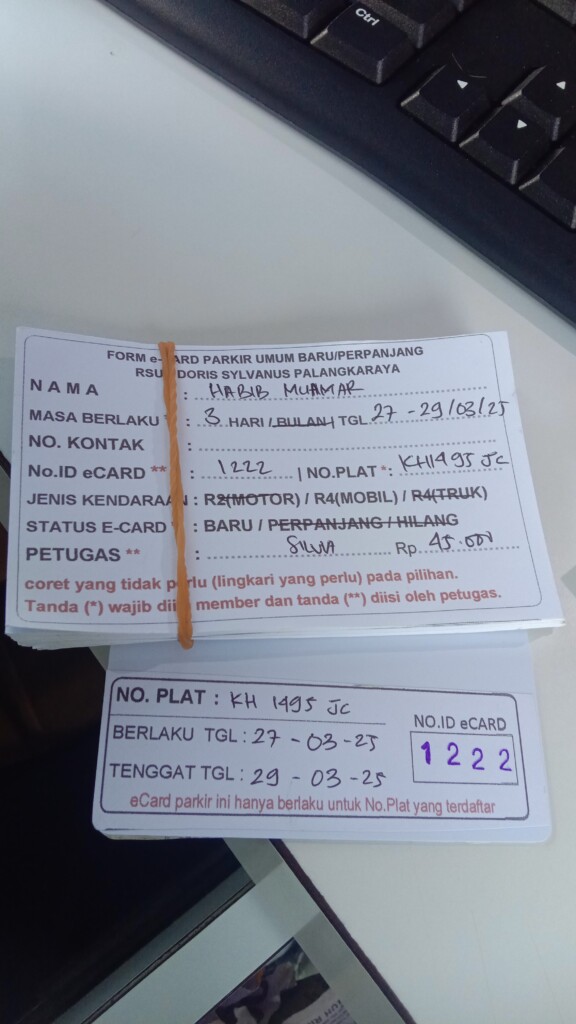 Ctrl
FORM e-CARD PARKIR UMUM BARU/PERPANJANG
RSUD DORIS SYLVANUS PALANGKARAYA
NAMA : HABIB MUAMAR
MASA BERLAKU : 3 HARI / BULAN / TGL 27 - 29/03/25
NO. KONTAK :
No.ID eCARD ** : 1222 | NO.PLAT *: KH1495 JC
JENIS KENDARAAN : R2(MOTOR) / R4(MOBIL) / R4(TRUK)
STATUS E-CARD : BARU / PERPANJANG / HILANG
PETUGAS ** : SILVIA Rp. 45.000
coret yang tidak perlu (lingkari yang perlu) pada pilihan.
Tanda (*) wajib diisi member dan tanda (**) diisi oleh petugas.
NO. PLAT : KH 1495 JC
BERLAKU TGL : 27 - 03 - 25
TENGGAT TGL : 29 - 03 - 25
NO.ID eCARD
1222
eCard parkir ini hanya berlaku untuk No.Plat yang terdaftar